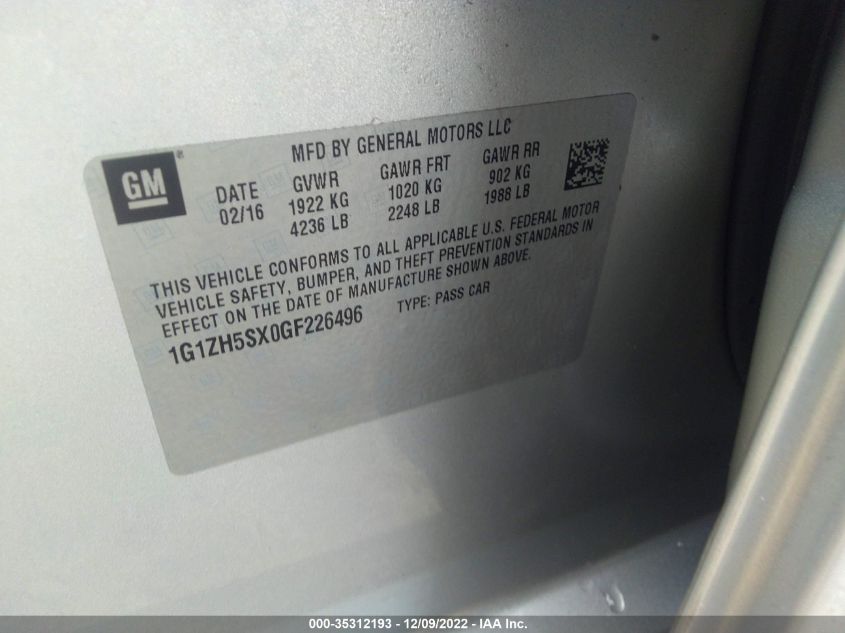 MFD BY GENERAL MOTORS LLC
GM
DATE GVWR GAWR FRT GAWR RR
02/16 1922 KG 1020 KG 902 KG
4236 LB 2248 LB 1988 LB
THIS VEHICLE CONFORMS TO ALL APPLICABLE U.S. FEDERAL MOTOR
VEHICLE SAFETY, BUMPER, AND THEFT PREVENTION STANDARDS IN
EFFECT ON THE DATE OF MANUFACTURE SHOWN ABOVE.
1G1ZH5SX0GF226496 TYPE: PASS CAR
000-35312193 - 12/09/2022 - IAA Inc.